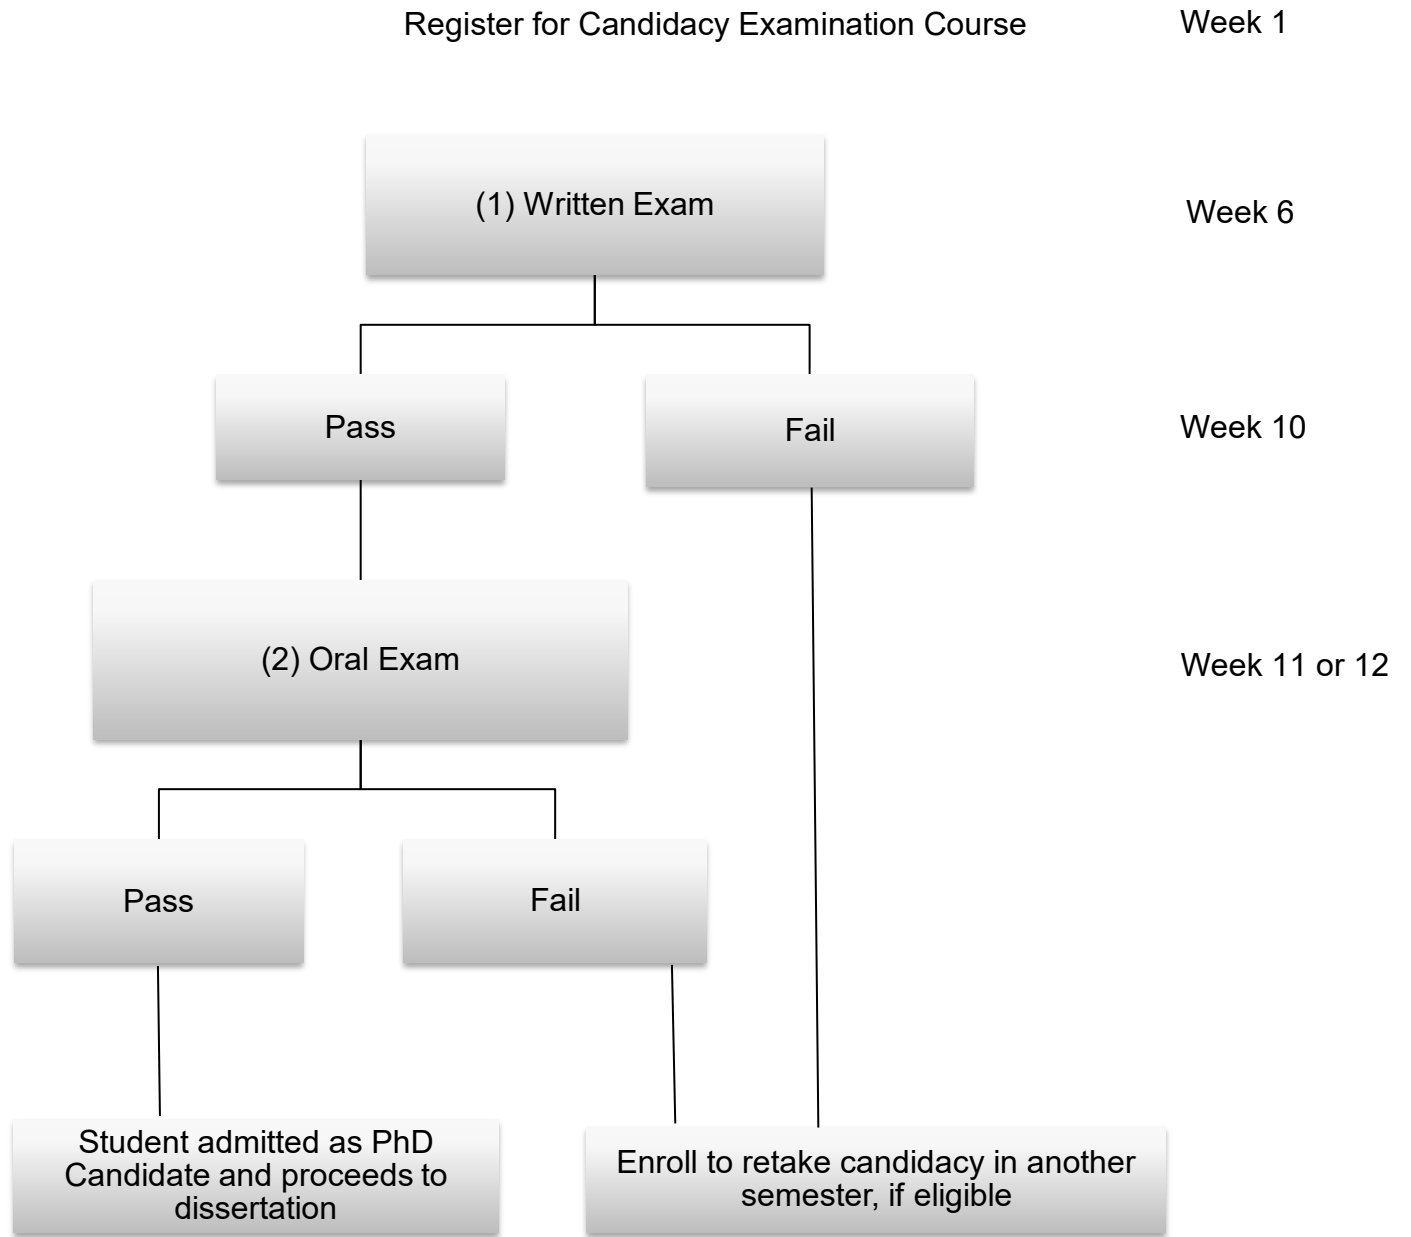 Register for Candidacy Examination Course
Week 1
(1) Written Exam
Week 6
Pass
Fail
Week 10
(2) Oral Exam
Week 11 or 12
Pass
Fail
Student admitted as PhD
Candidate and proceeds to
dissertation
Enroll to retake candidacy in another
semester, if eligible